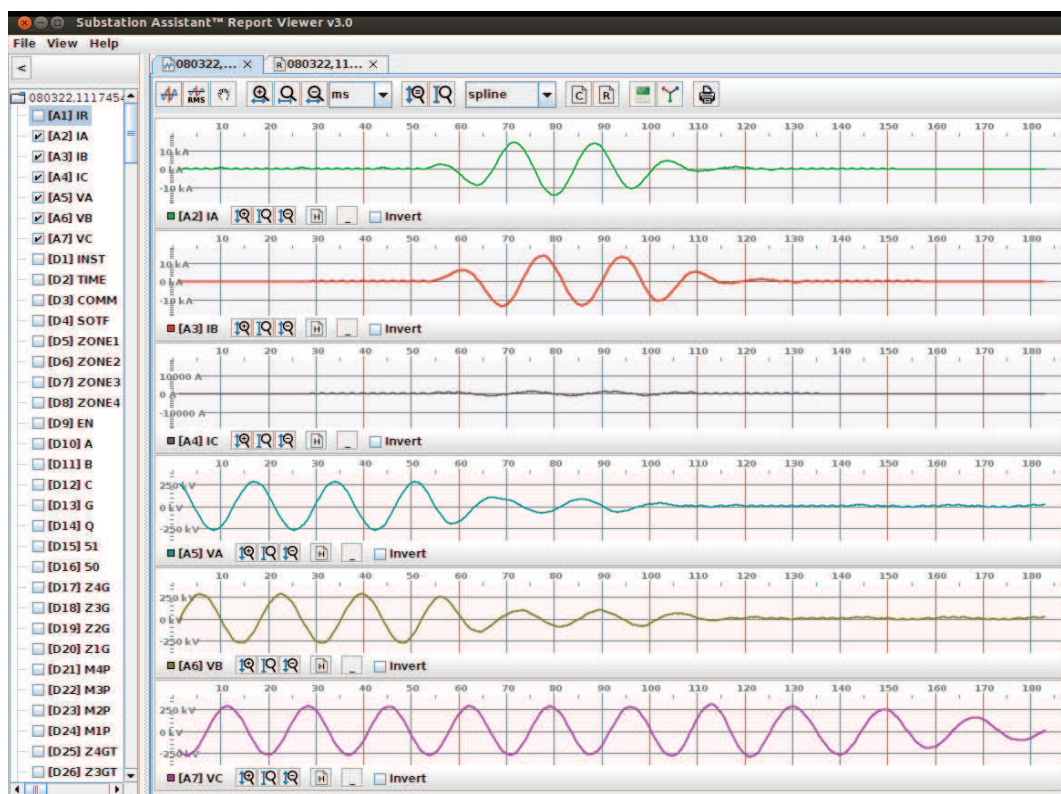 Substation Assistant™ Report Viewer v3.0
File View Help
<
080322,1117454
[A1] IR
[A2] IA
[A3] IB
[A4] IC
[A5] VA
[A6] VB
[A7] VC
[D1] INST
[D2] TIME
[D3] COMM
[D4] SOTF
[D5] ZONE1
[D6] ZONE2
[D7] ZONE3
[D8] ZONE4
[D9] EN
[D10] A
[D11] B
[D12] C
[D13] G
[D14] Q
[D15] 51
[D16] 50
[D17] Z4G
[D18] Z3G
[D19] Z2G
[D20] Z1G
[D21] M4P
[D22] M3P
[D23] M2P
[D24] M1P
[D25] Z4GT
[D26] Z3GT
080322,... × R 080322,11... ×
RMS ms spline C R
10 20 30 40 50 60 70 80 90 100 110 120 130 140 150 160 170 180
10 kA
0 kA
-10 kA
[A2] IA H _ Invert
10 20 30 40 50 60 70 80 90 100 110 120 130 140 150 160 170 180
10 kA
0 kA
-10 kA
[A3] IB H _ Invert
10 20 30 40 50 60 70 80 90 100 110 120 130 140 150 160 170 180
10000 A
0 A
-10000 A
[A4] IC H _ Invert
10 20 30 40 50 60 70 80 90 100 110 120 130 140 150 160 170 180
250 kV
0 kV
-250 kV
[A5] VA H _ Invert
10 20 30 40 50 60 70 80 90 100 110 120 130 140 150 160 170 180
250 kV
0 kV
-250 kV
[A6] VB H _ Invert
10 20 30 40 50 60 70 80 90 100 110 120 130 140 150 160 170 180
250 kV
0 kV
-250 kV
[A7] VC H _ Invert